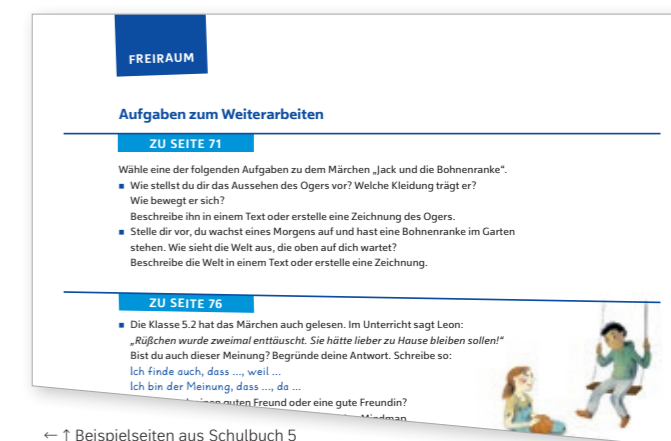 FREIRAUM
Aufgaben zum Weiterarbeiten
ZU SEITE 71
Wähle eine der folgenden Aufgaben zu dem Märchen „Jack und die Bohnenranke“.
▪ Wie stellst du dir das Aussehen des Ogers vor? Welche Kleidung trägt er?
Wie bewegt er sich?
Beschreibe ihn in einem Text oder erstelle eine Zeichnung des Ogers.
▪ Stelle dir vor, du wachst eines Morgens auf und hast eine Bohnenranke im Garten
stehen. Wie sieht die Welt aus, die oben auf dich wartet?
Beschreibe die Welt in einem Text oder erstelle eine Zeichnung.
ZU SEITE 76
▪ Die Klasse 5.2 hat das Märchen auch gelesen. Im Unterricht sagt Leon:
„Rüßchen wurde zweimal enttäuscht. Sie hätte lieber zu Hause bleiben sollen!“
Bist du auch dieser Meinung? Begründe deine Antwort. Schreibe so:
Ich finde auch, dass ..., weil ...
Ich bin der Meinung, dass ..., da ...
guten Freund oder eine gute Freundin?
Mindmap
← ↑ Beispielseiten aus Schulbuch 5